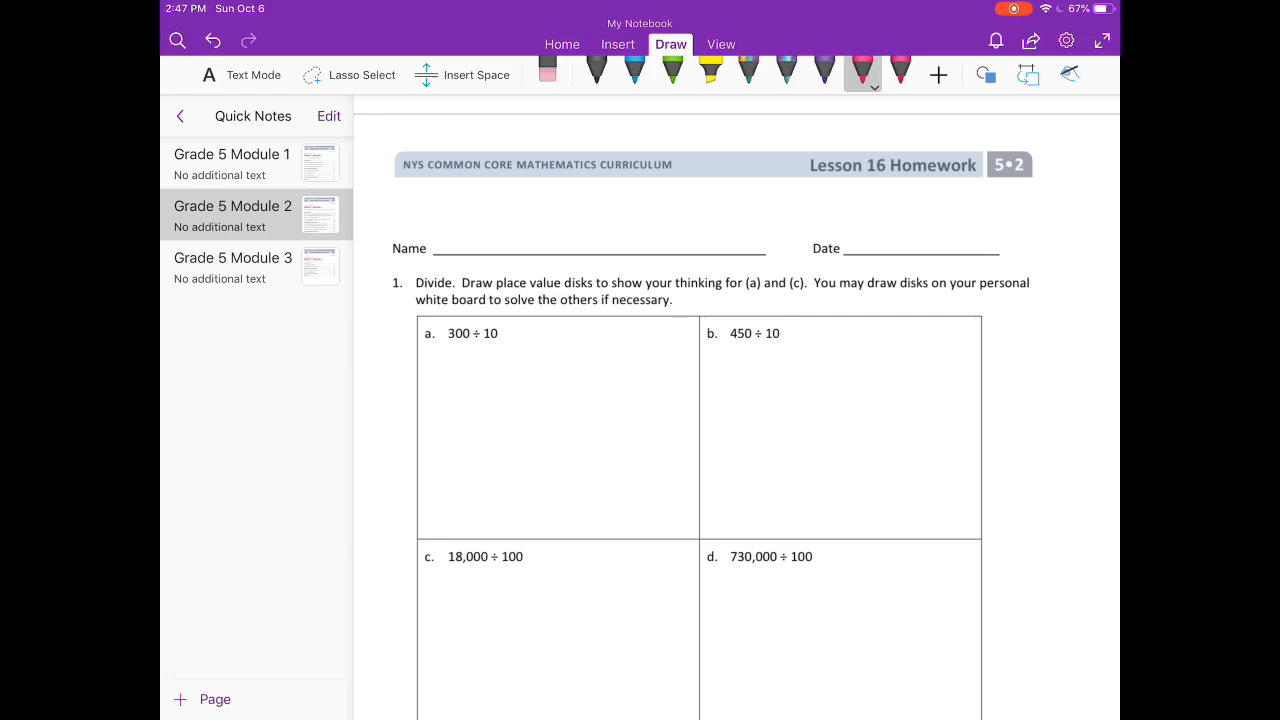 2:47 PM Sun Oct 6
67%
My Notebook
Home Insert Draw View
A Text Mode Lasso Select Insert Space
Quick Notes Edit
Grade 5 Module 1
No additional text
Grade 5 Module 2
No additional text
Grade 5 Module 3
No additional text
+ Page
NYS COMMON CORE MATHEMATICS CURRICULUM Lesson 16 Homework 5•2
Name Date
1. Divide. Draw place value disks to show your thinking for (a) and (c). You may draw disks on your personal
white board to solve the others if necessary.
a. 300 ÷ 10
b. 450 ÷ 10
c. 18,000 ÷ 100
d. 730,000 ÷ 100